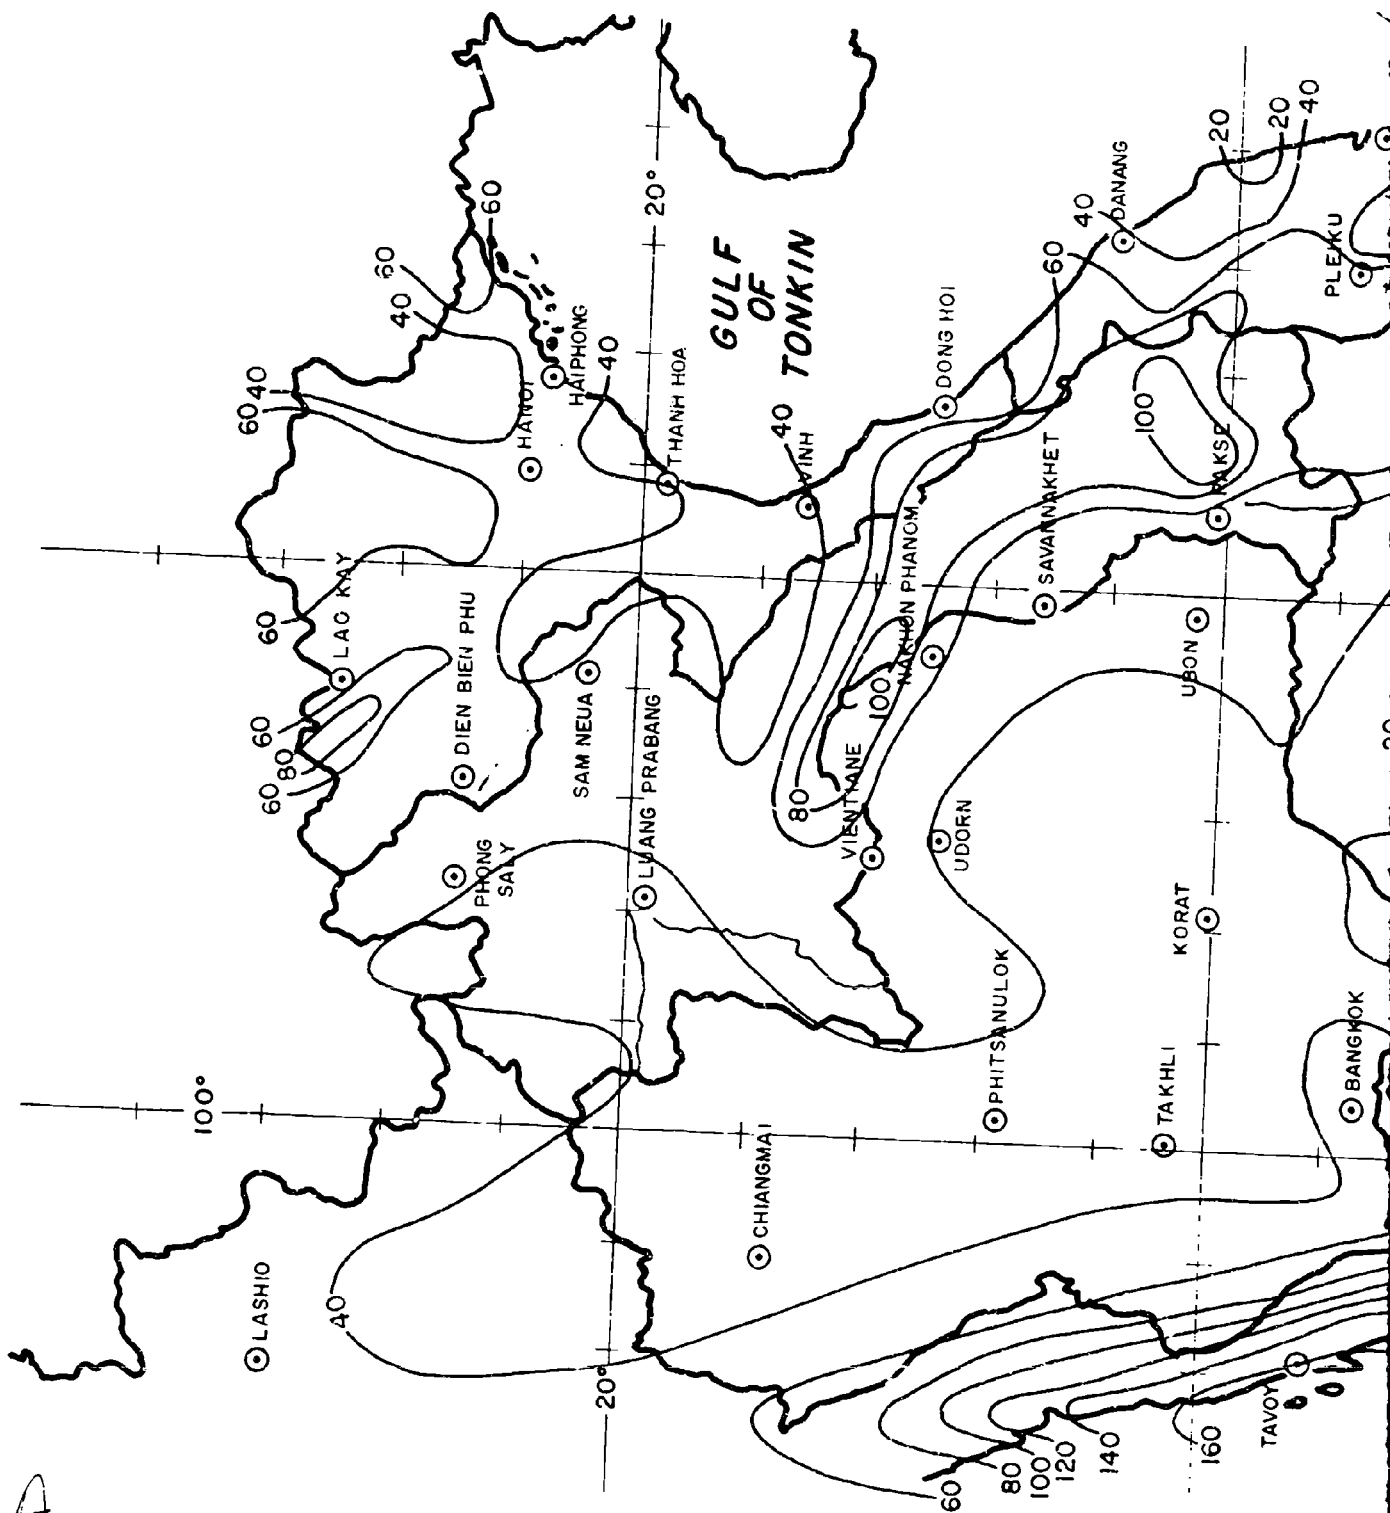 60
40
60
40
60
20°
GULF
OF
TONKIN
HAIPHONG
HANOI
40
THANH HOA
40
VINH
DONG HOI
60
40
DANANG
20
20
40
PLEIKU
60
LAO KAY
60
80
60
DIEN BIEN PHU
SAM NEUA
PHONG
SALY
LUANG PRABANG
80
100
NAKHON PHANOM
VIENTIANE
UDORN
SAVANNAKHET
100
PAKSE
UBON
KORAT
PHITSANULOK
TAKHLI
BANGKOK
100°
LASHIO
40
CHIANGMAI
20°
60
80
100
120
140
160
TAVOY